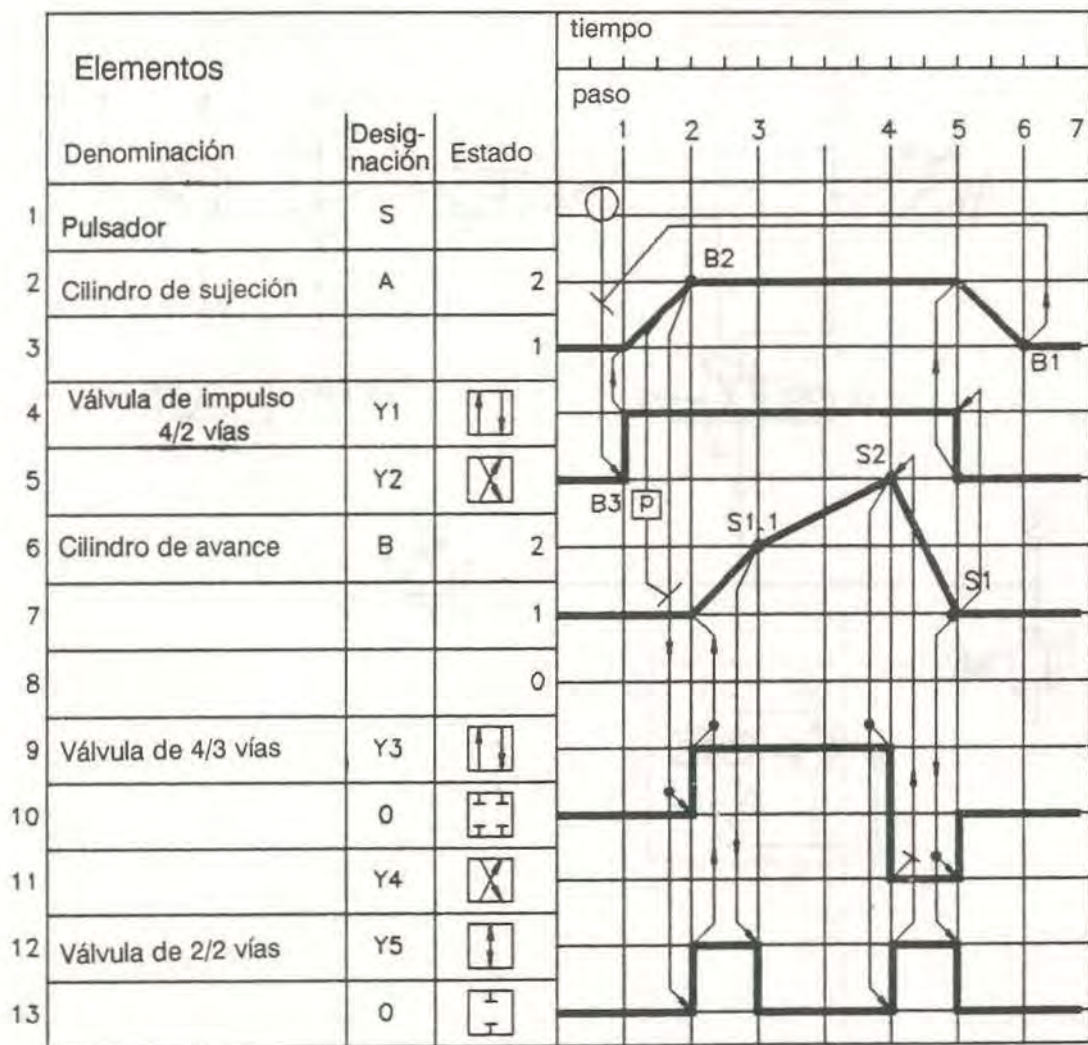 tiempo
Elementos
paso
Denominación Desig-nación Estado
1 2 3 4 5 6 7
1 Pulsador S
2 Cilindro de sujeción A 2
B2
3 1
B1
4 Válvula de impulso 4/2 vías Y1
5 Y2
B3 p
S2
6 Cilindro de avance B 2
S1.1
S1
7 1
8 0
9 Válvula de 4/3 vías Y3
10 0
11 Y4
12 Válvula de 2/2 vías Y5
13 0